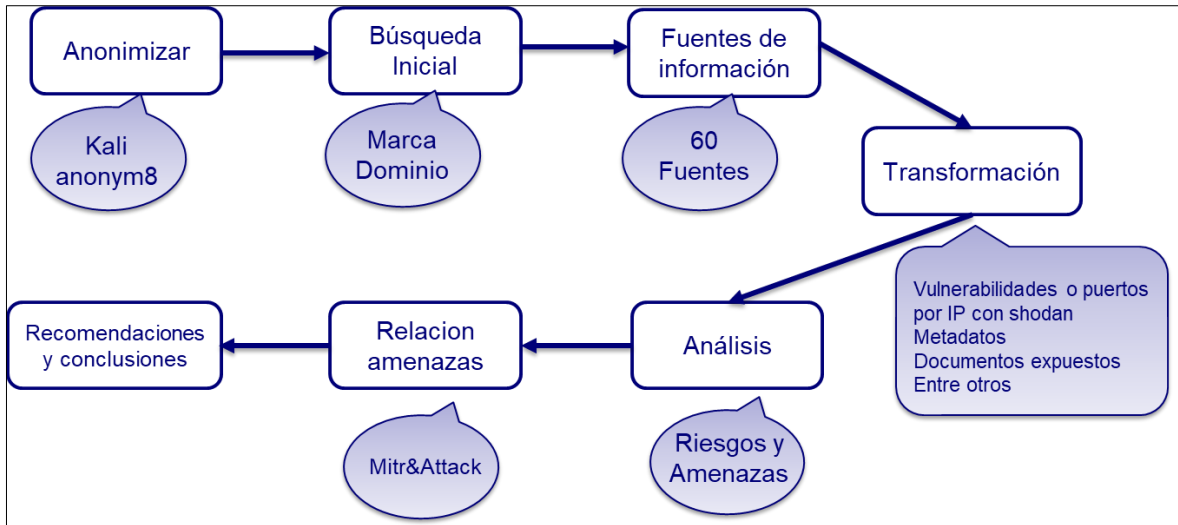 Anonimizar
Kali
anonym8
Búsqueda
Inicial
Marca
Dominio
Fuentes de
información
60
Fuentes
Transformación
Vulnerabilidades o puertos
por IP con shodan
Metadatos
Documentos expuestos
Entre otros
Análisis
Riesgos y
Amenazas
Relacion
amenazas
Mitr&Attack
Recomendaciones
y conclusiones